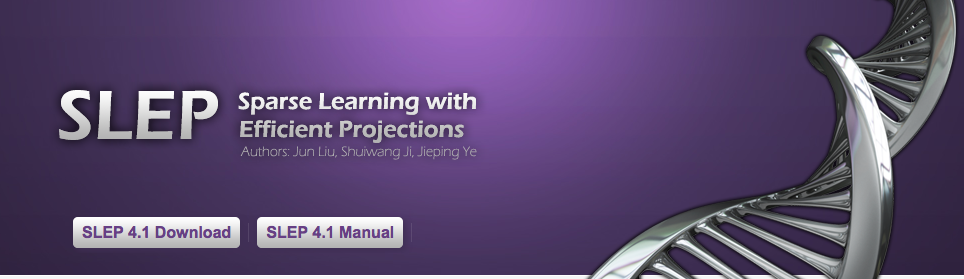 SLEP
Sparse Learning with
Efficient Projections
Authors: Jun Liu, Shuiwang Ji, Jieping Ye
SLEP 4.1 Download
SLEP 4.1 Manual